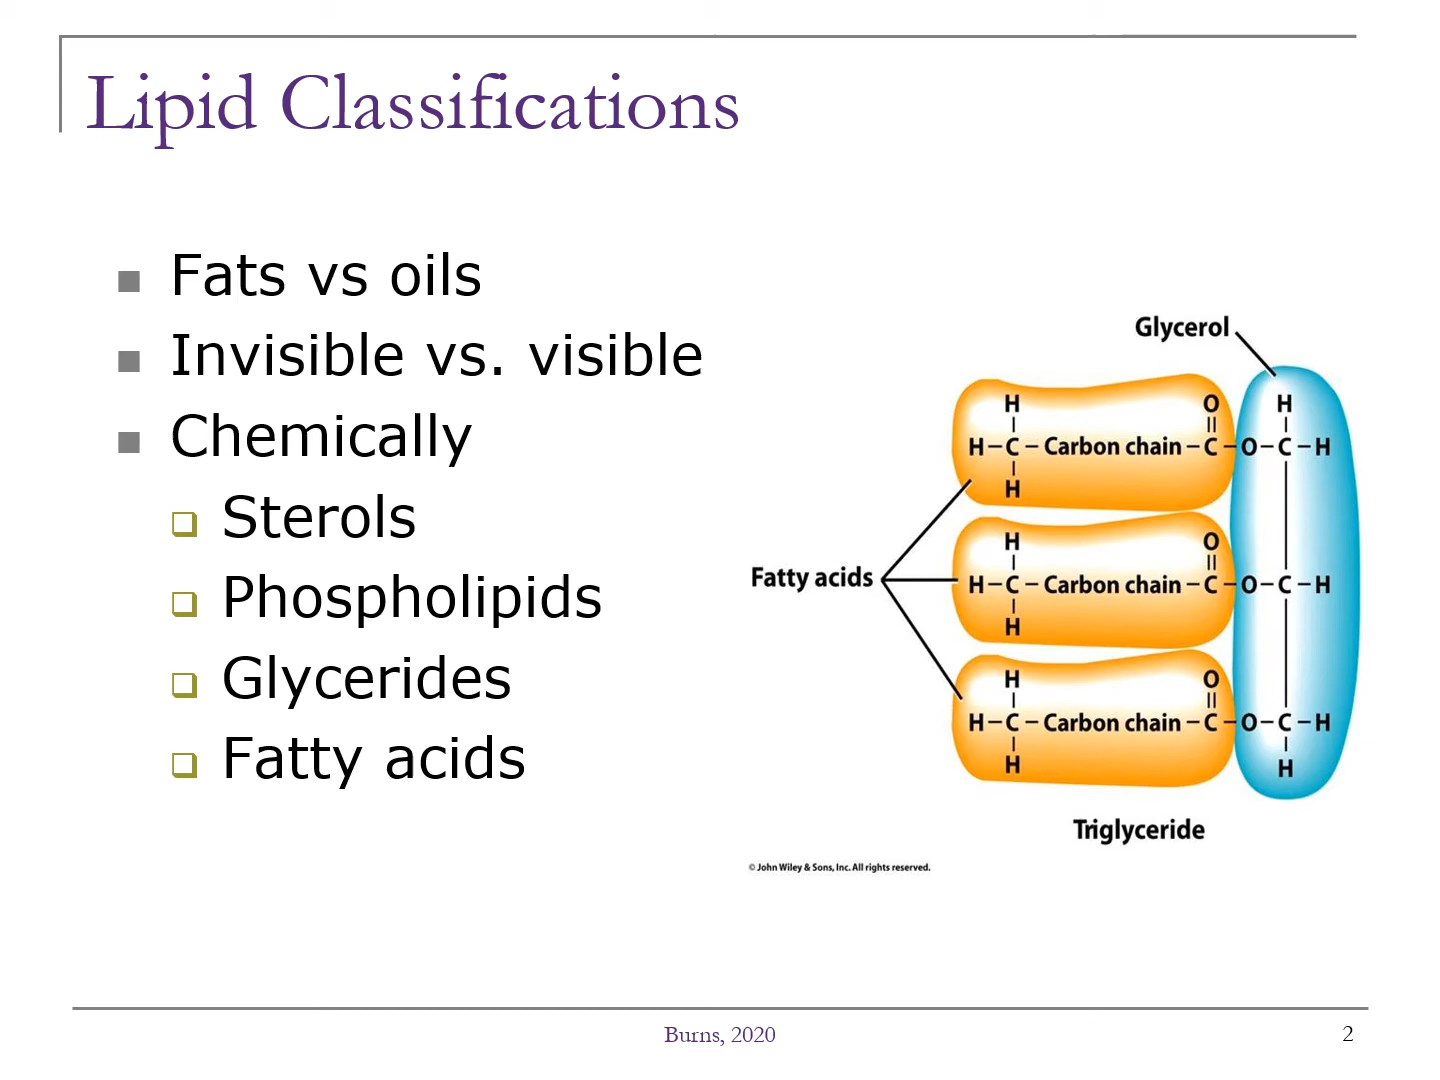 Lipid Classifications
Fats vs oils
Invisible vs. visible
Chemically
Sterols
Phospholipids
Glycerides
Fatty acids
Glycerol
H O H
H–C–Carbon chain–C–O–C–H
H
H O
Fatty acids H–C–Carbon chain–C–O–C–H
H
H O
H–C–Carbon chain–C–O–C–H
H H
Triglyceride
© John Wiley & Sons, Inc. All rights reserved.
Burns, 2020
2